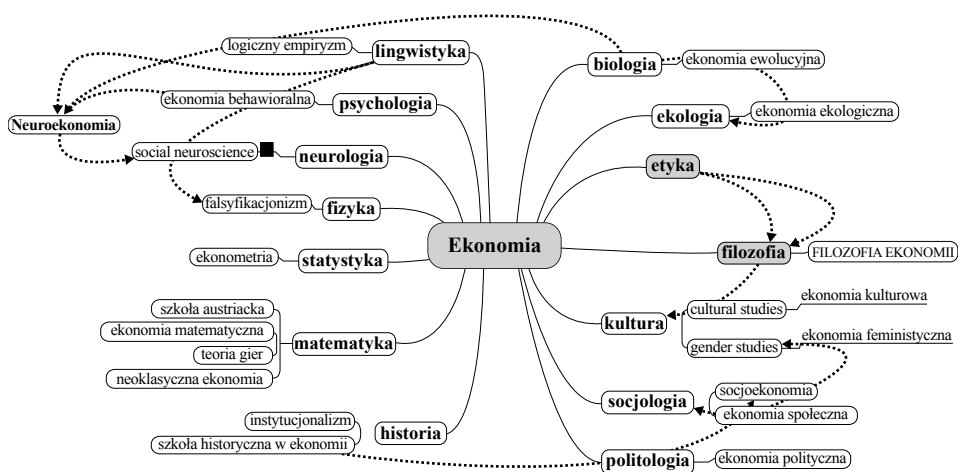 logiczny empiryzm
lingwistyka
ekonomia behawioralna
psychologia
Neuroekonomia
social neuroscience
neurologia
falsyfikacjonizm
fizyka
Ekonomia
ekonometria
statystyka
szkoła austriacka
ekonomia matematyczna
teoria gier
neoklasyczna ekonomia
matematyka
instytucjonalizm
szkoła historyczna w ekonomii
historia
biologia
ekonomia ewolucyjna
ekologia
ekonomia ekologiczna
etyka
filozofia
FILOZOFIA EKONOMII
kultura
cultural studies
ekonomia kulturowa
gender studies
ekonomia feministyczna
socjologia
socjoekonomia
ekonomia społeczna
politologia
ekonomia polityczna